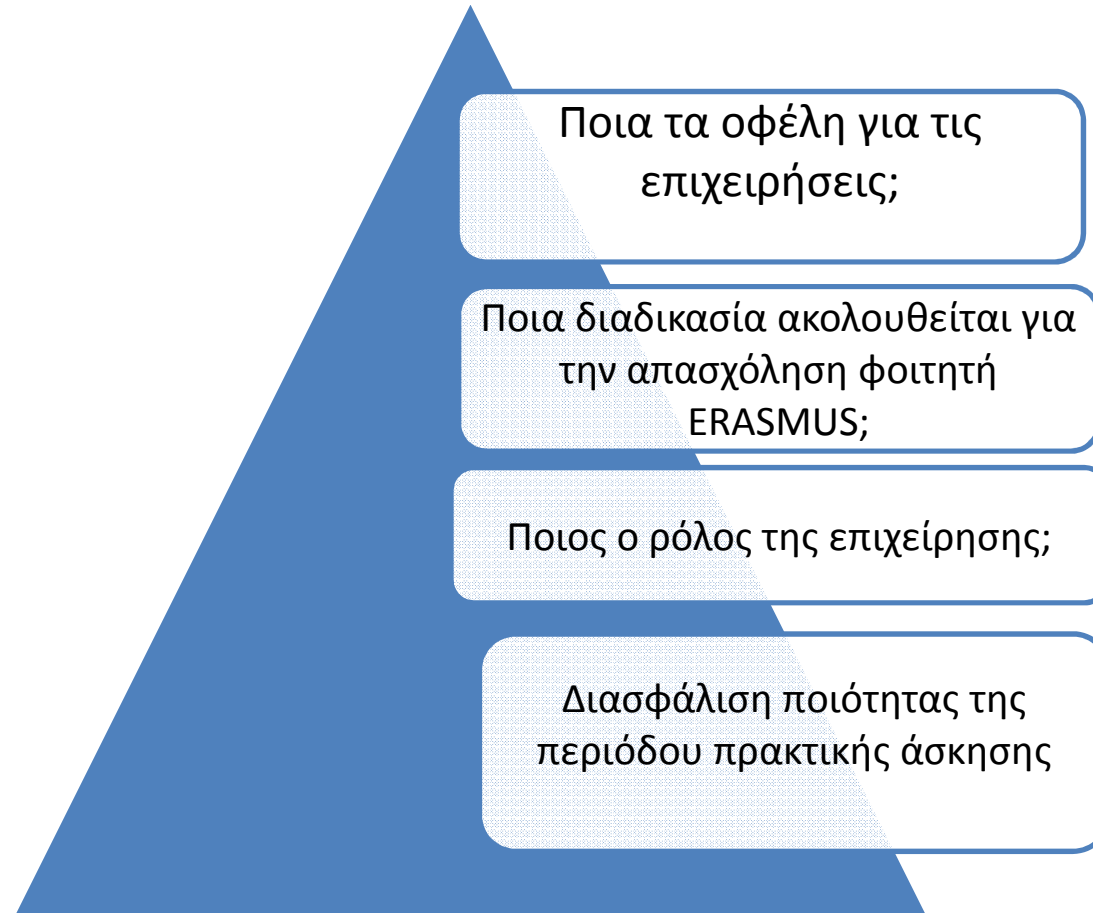 Ποια τα οφέλη για τις
επιχειρήσεις;
Ποια διαδικασία ακολουθείται για
την απασχόληση φοιτητή
ERASMUS;
Ποιος ο ρόλος της επιχείρησης;
Διασφάλιση ποιότητας της
περιόδου πρακτικής άσκησης